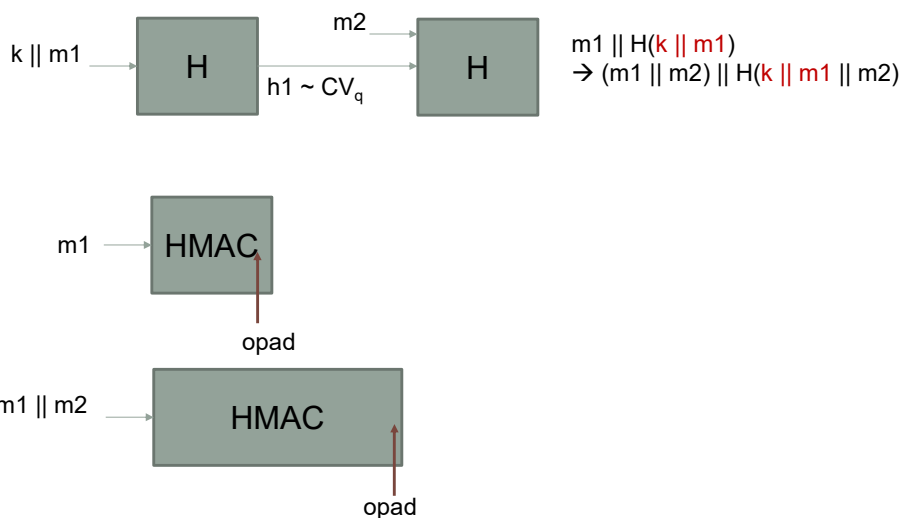 k || m1
H
h1 ~ CVq
m2
H
m1 || H(k || m1)
→ (m1 || m2) || H(k || m1 || m2)
m1
HMAC
opad
m1 || m2
HMAC
opad